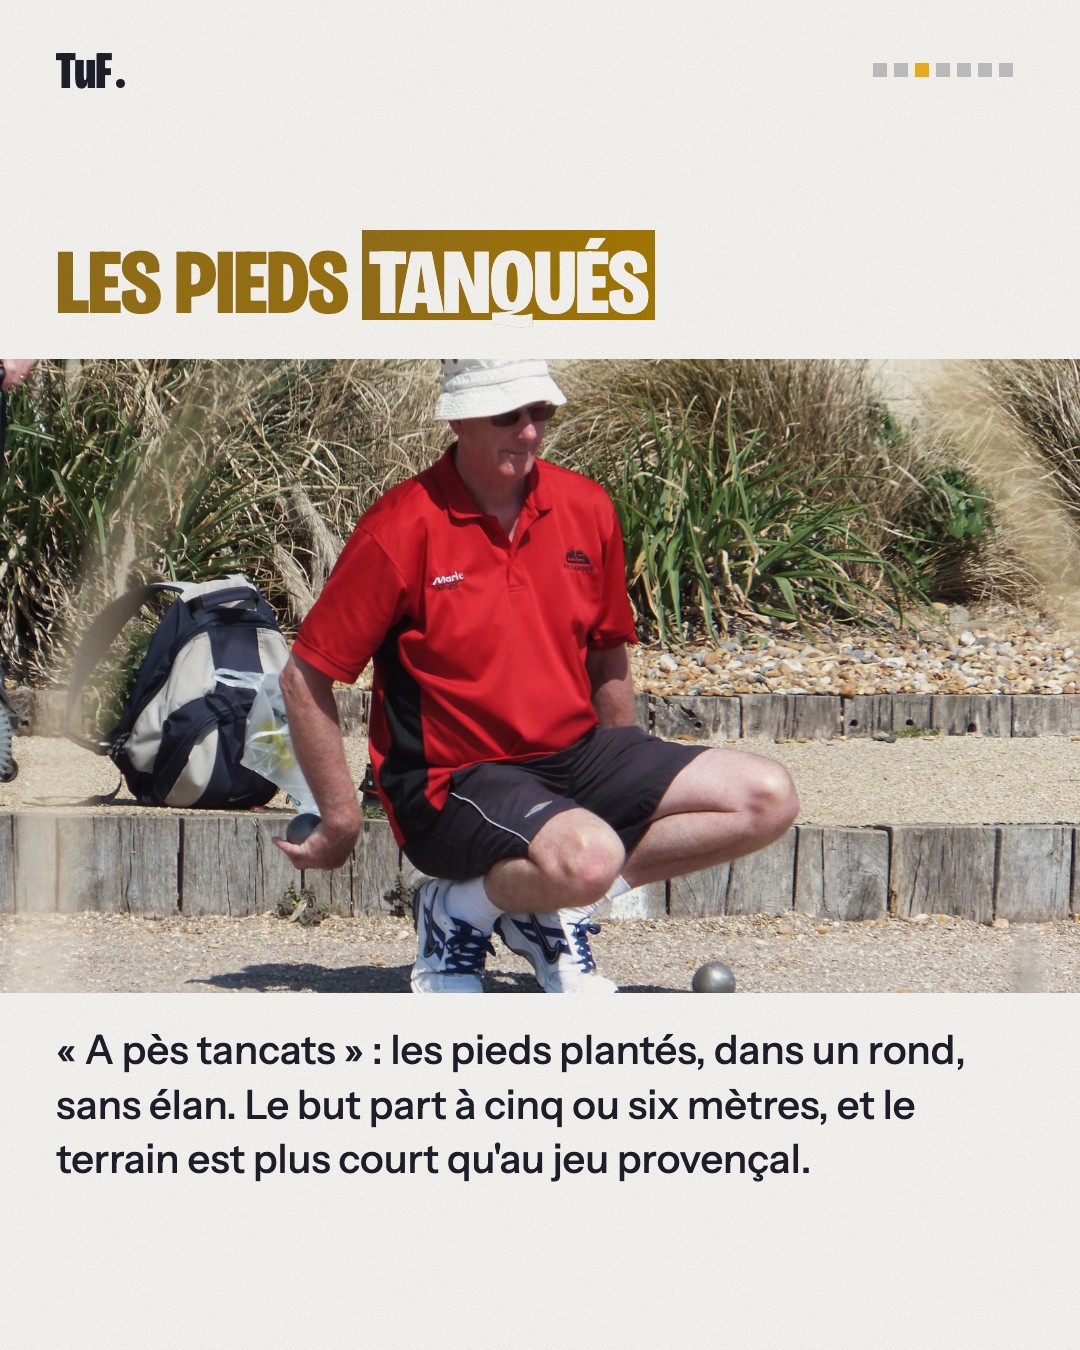 TuF.
LES PIEDS TANQUÉS
Marie
« A pès tancats » : les pieds plantés, dans un rond,
sans élan. Le but part à cinq ou six mètres, et le
terrain est plus court qu'au jeu provençal.